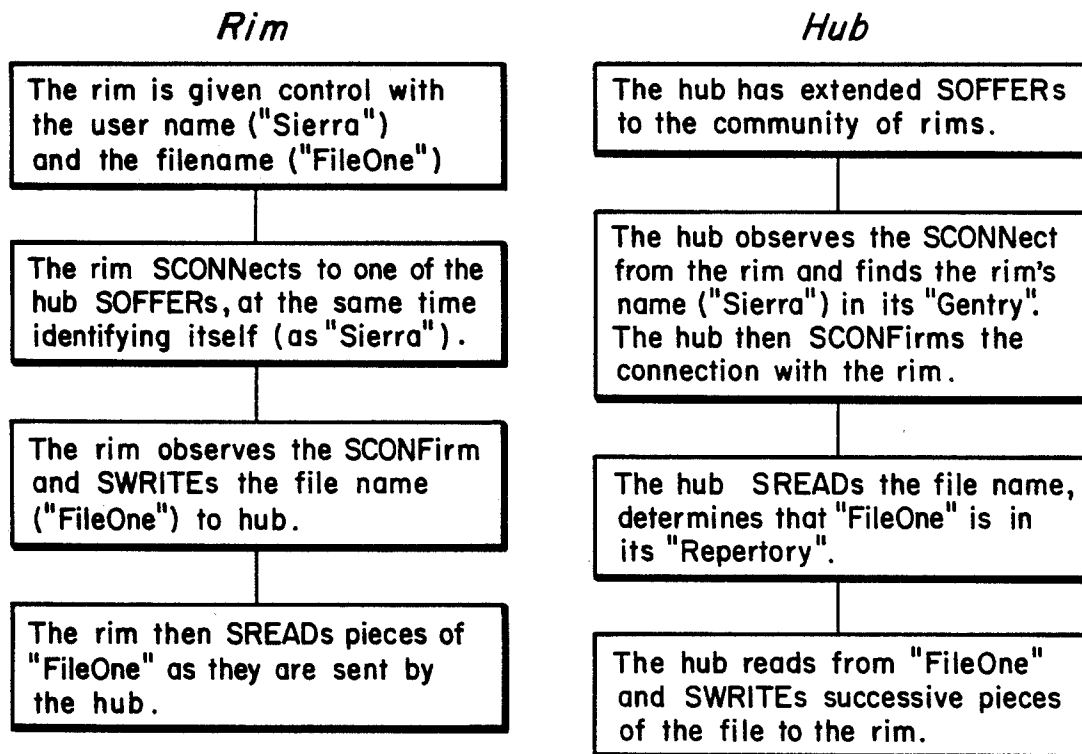 Rim
The rim is given control with
the user name ("Sierra")
and the filename ("FileOne")
The rim SCONNects to one of the
hub SOFFERs, at the same time
identifying itself (as "Sierra").
The rim observes the SCONFirm
and SWRITEs the file name
("FileOne") to hub.
The rim then SREADs pieces of
"FileOne" as they are sent by
the hub.
Hub
The hub has extended SOFFERs
to the community of rims.
The hub observes the SCONNect
from the rim and finds the rim's
name ("Sierra") in its "Gentry".
The hub then SCONFirms the
connection with the rim.
The hub SREADs the file name,
determines that "FileOne" is in
its "Repertory".
The hub reads from "FileOne"
and SWRITEs successive pieces
of the file to the rim.